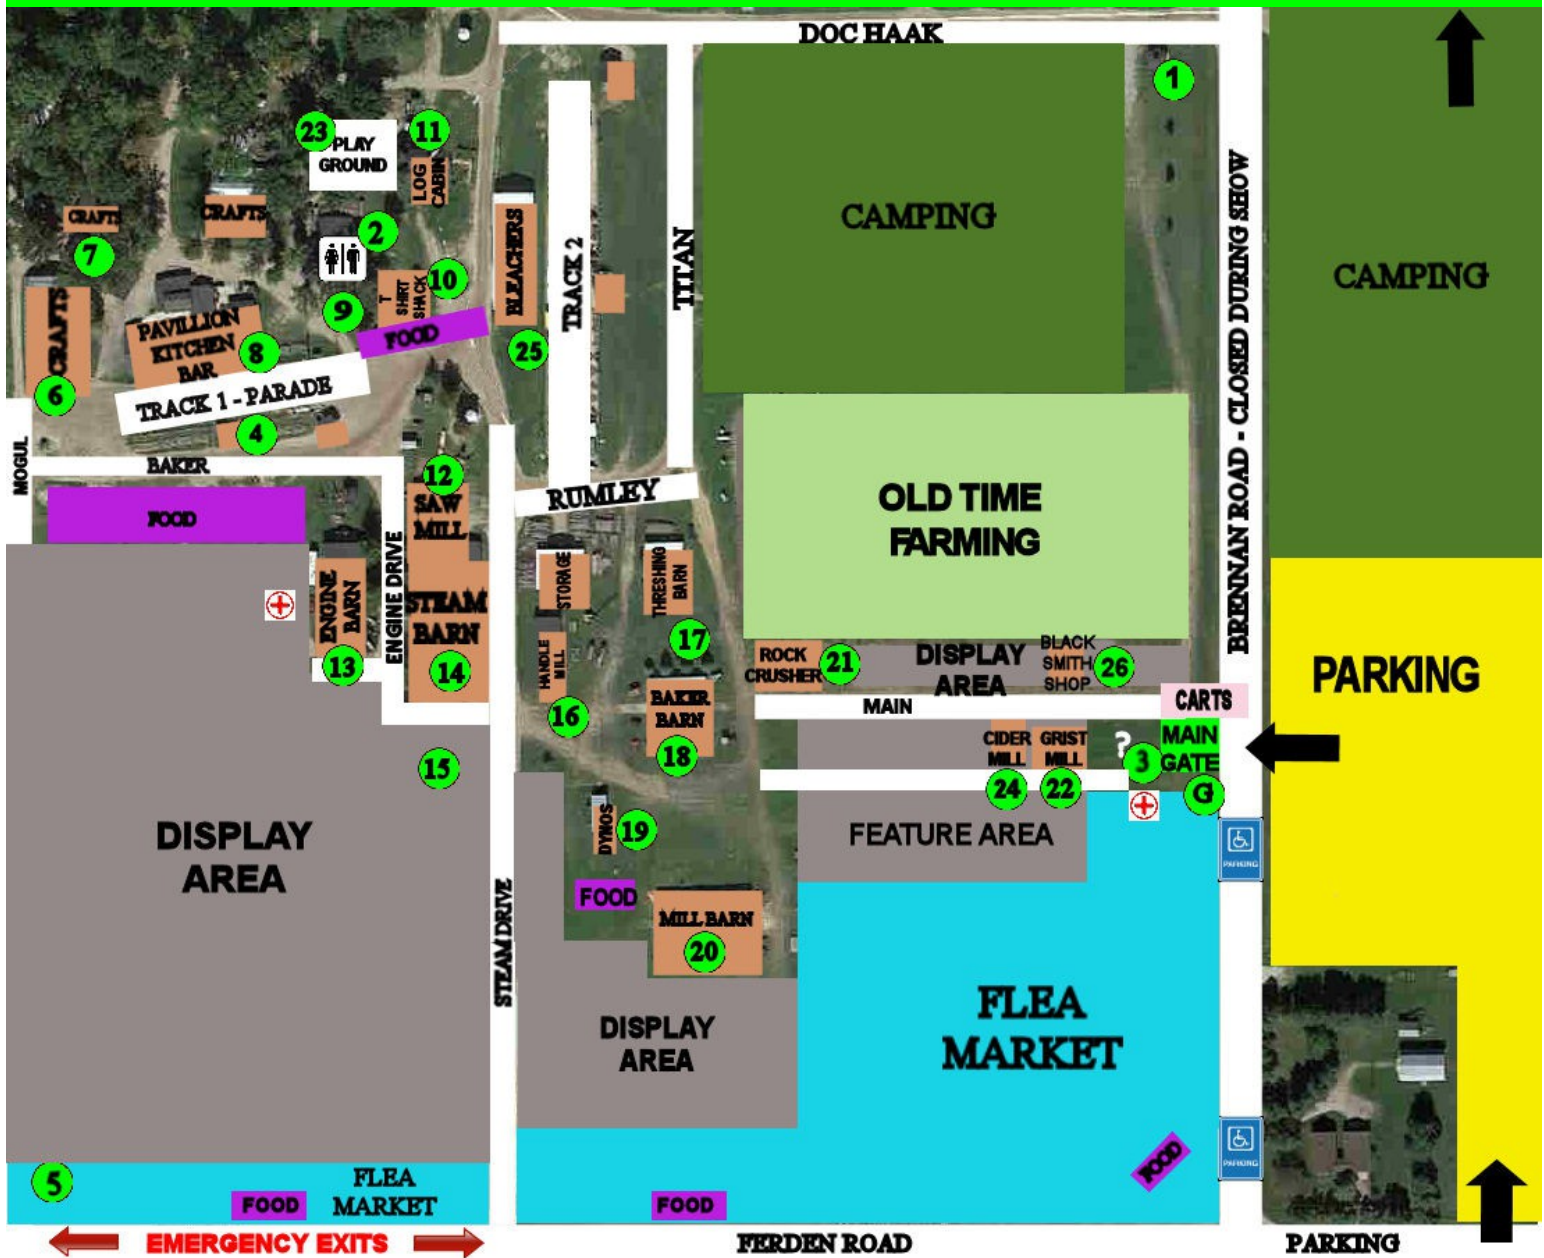 DOC HAAK
1
23
PLAY
GROUND
11
LOG
CABIN
CRAFTS
CRAFTS
7
2
10
T
SHIRT
SHACK
9
FOOD
BLEACHERS
25
TRACK 2
TITAN
CAMPING
CAMPING
BRENNAN ROAD - CLOSED DURING SHOW
CRAFTS
6
PAVILLION
KITCHEN
BAR
8
TRACK 1 - PARADE
4
MOGUL
BAKER
12
SAW
MILL
RUMLEY
OLD TIME
FARMING
FOOD
ENGINE
BARN
13
ENGINE DRIVE
STEAM
BARN
14
STORAGE
THRESHING
BARN
HANDLE
MILL
16
17
BAKER
BARN
18
ROCK
CRUSHER
21
DISPLAY
AREA
BLACK
SMITH
SHOP
26
PARKING
CARTS
MAIN
MAIN
GATE
CIDER
MILL
GRIST
MILL
?
3
24
22
G
15
DISPLAY
AREA
DYNOS
19
FEATURE AREA
PARKING
FOOD
MILL BARN
20
STEAM DRIVE
DISPLAY
AREA
FLEA
MARKET
PARKING
FOOD
5
FLEA
MARKET
FOOD
FOOD
EMERGENCY EXITS
FERDEN ROAD
PARKING